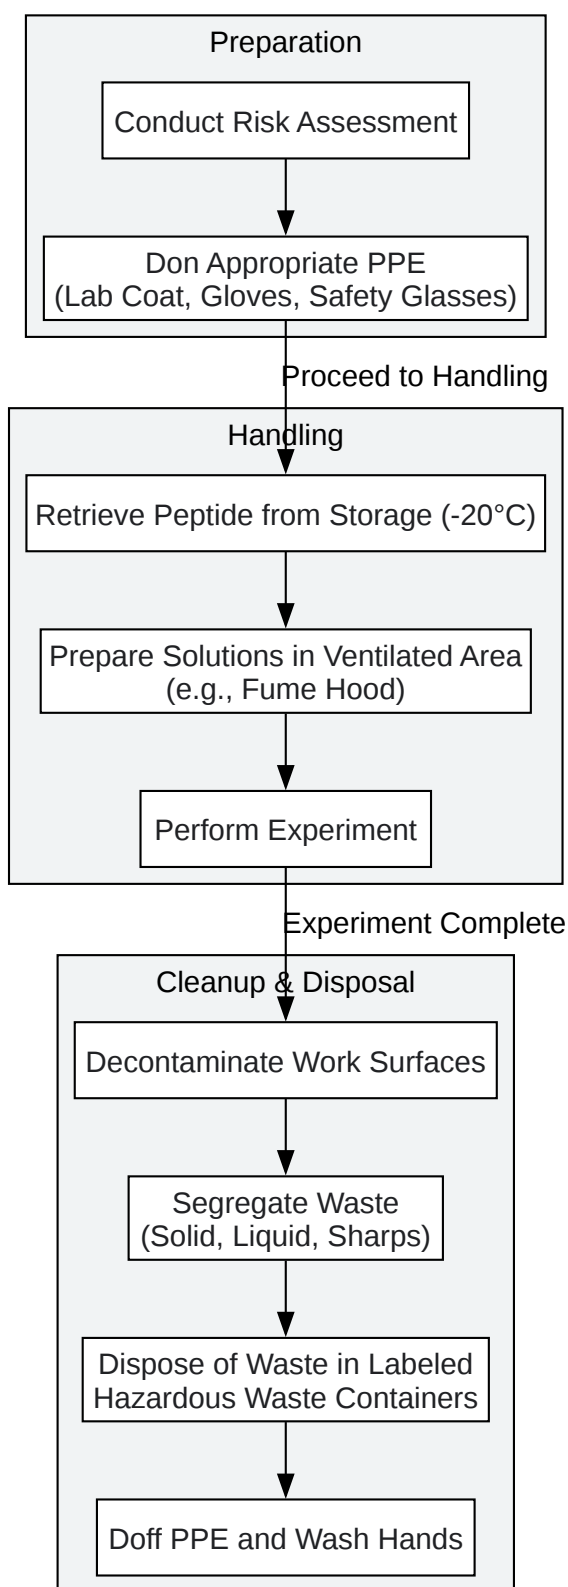 Preparation
Conduct Risk Assessment
Don Appropriate PPE
(Lab Coat, Gloves, Safety Glasses)
Proceed to Handling
Handling
Retrieve Peptide from Storage (-20°C)
Prepare Solutions in Ventilated Area
(e.g., Fume Hood)
Perform Experiment
Experiment Complete
Cleanup & Disposal
Decontaminate Work Surfaces
Segregate Waste
(Solid, Liquid, Sharps)
Dispose of Waste in Labeled
Hazardous Waste Containers
Doff PPE and Wash Hands